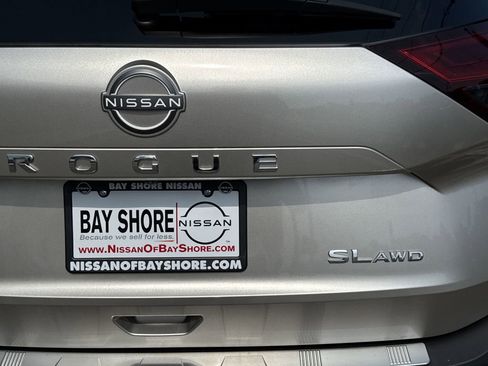 NISSAN
ROGUE
BAY SHORE NISSAN
BAY SHORE
Because we sell for less.
NISSAN
www.NissanOfBayShore.com
NISSANOFBAYSHORE.COM
SL AWD